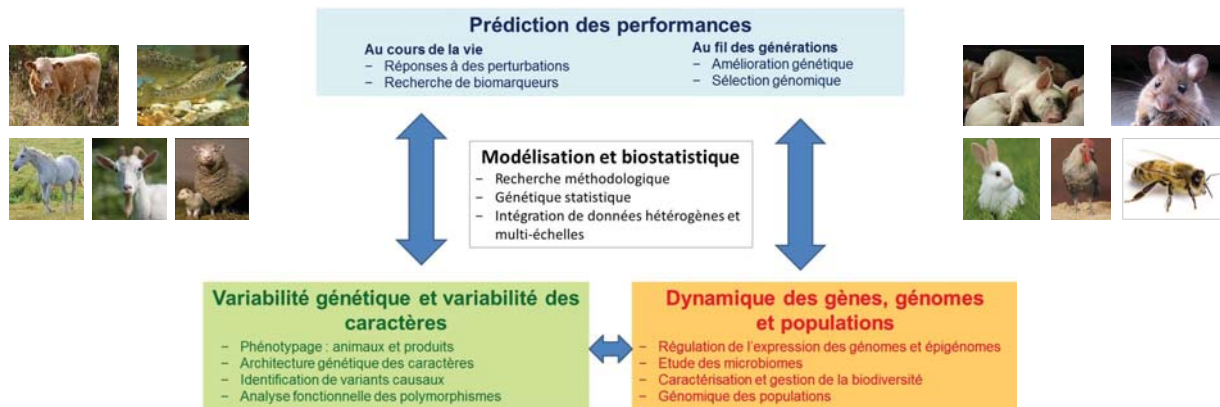 Prédiction des performances
Au cours de la vie
− Réponses à des perturbations
− Recherche de biomarqueurs
Au fil des générations
− Amélioration génétique
− Sélection génomique
Modélisation et biostatistique
− Recherche méthodologique
− Génétique statistique
− Intégration de données hétérogènes et
multi-échelles
Variabilité génétique et variabilité des
caractères
− Phénotypage : animaux et produits
− Architecture génétique des caractères
− Identification de variants causaux
− Analyse fonctionnelle des polymorphismes
Dynamique des gènes, génomes
et populations
− Régulation de l'expression des génomes et épigénomes
− Etude des microbiomes
− Caractérisation et gestion de la biodiversité
− Génomique des populations